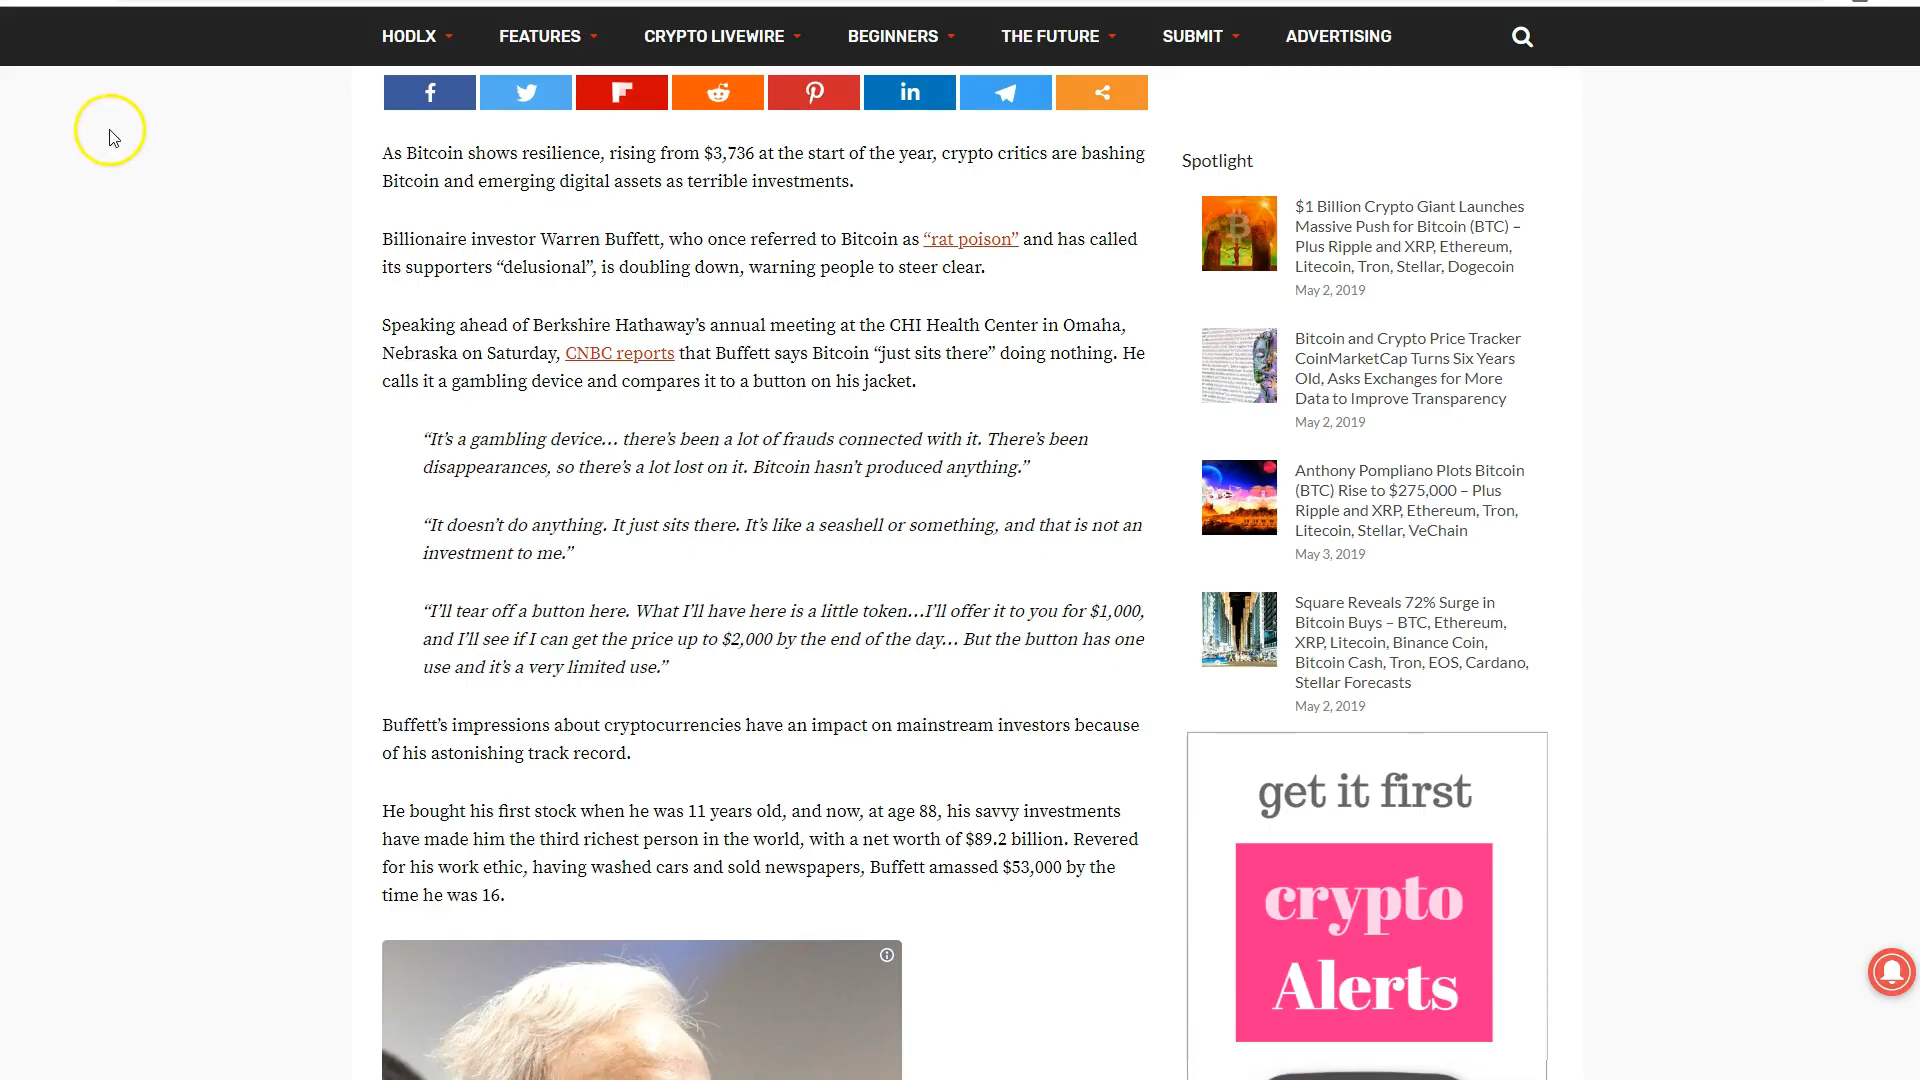 HODLX FEATURES CRYPTO LIVEWIRE BEGINNERS THE FUTURE SUBMIT ADVERTISING
As Bitcoin shows resilience, rising from $3,736 at the start of the year, crypto critics are bashing
Bitcoin and emerging digital assets as terrible investments.
Billionaire investor Warren Buffett, who once referred to Bitcoin as “rat poison” and has called
its supporters “delusional”, is doubling down, warning people to steer clear.
Speaking ahead of Berkshire Hathaway’s annual meeting at the CHI Health Center in Omaha,
Nebraska on Saturday, CNBC reports that Buffett says Bitcoin “just sits there” doing nothing. He
calls it a gambling device and compares it to a button on his jacket.
“It’s a gambling device… there’s been a lot of frauds connected with it. There’s been
disappearances, so there’s a lot lost on it. Bitcoin hasn’t produced anything.”
“It doesn’t do anything. It just sits there. It’s like a seashell or something, and that is not an
investment to me.”
“I’ll tear off a button here. What I’ll have here is a little token…I’ll offer it to you for $1,000,
and I’ll see if I can get the price up to $2,000 by the end of the day… But the button has one
use and it’s a very limited use.”
Buffett’s impressions about cryptocurrencies have an impact on mainstream investors because
of his astonishing track record.
He bought his first stock when he was 11 years old, and now, at age 88, his savvy investments
have made him the third richest person in the world, with a net worth of $89.2 billion. Revered
for his work ethic, having washed cars and sold newspapers, Buffett amassed $53,000 by the
time he was 16.
Spotlight
$1 Billion Crypto Giant Launches
Massive Push for Bitcoin (BTC) –
Plus Ripple and XRP, Ethereum,
Litecoin, Tron, Stellar, Dogecoin
May 2, 2019
Bitcoin and Crypto Price Tracker
CoinMarketCap Turns Six Years
Old, Asks Exchanges for More
Data to Improve Transparency
May 2, 2019
Anthony Pompliano Plots Bitcoin
(BTC) Rise to $275,000 – Plus
Ripple and XRP, Ethereum, Tron,
Litecoin, Stellar, VeChain
May 3, 2019
Square Reveals 72% Surge in
Bitcoin Buys – BTC, Ethereum,
XRP, Litecoin, Binance Coin,
Bitcoin Cash, Tron, EOS, Cardano,
Stellar Forecasts
May 2, 2019
get it first
crypto
Alerts